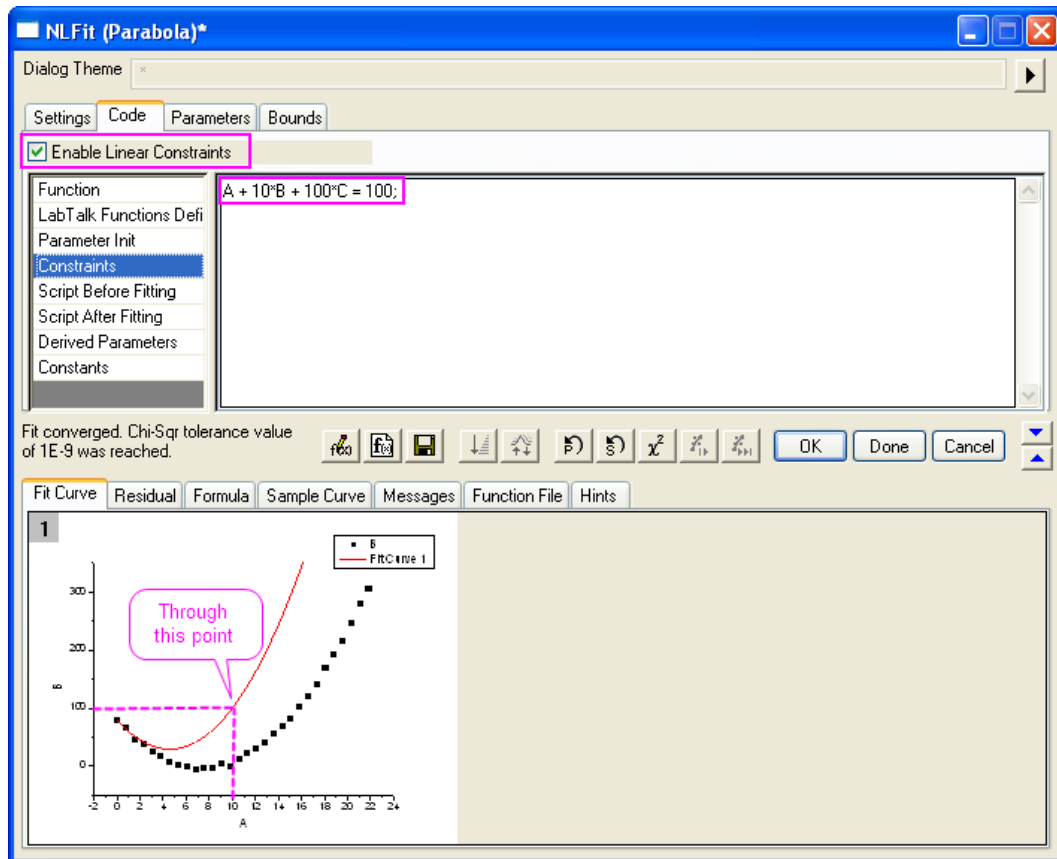 NLFit (Parabola)*
Dialog Theme *
Settings Code Parameters Bounds
Enable Linear Constraints
Function
A + 10*B + 100*C = 100;
LabTalk Functions Defi
Parameter Init
Constraints
Script Before Fitting
Script After Fitting
Derived Parameters
Constants
Fit converged. Chi-Sqr tolerance value
of 1E-9 was reached.
OK Done Cancel
Fit Curve Residual Formula Sample Curve Messages Function File Hints
1
B
FitCurve 1
300
Through
this point
200
B
100
0
-2 0 2 4 6 8 10 12 14 16 18 20 22 24
A